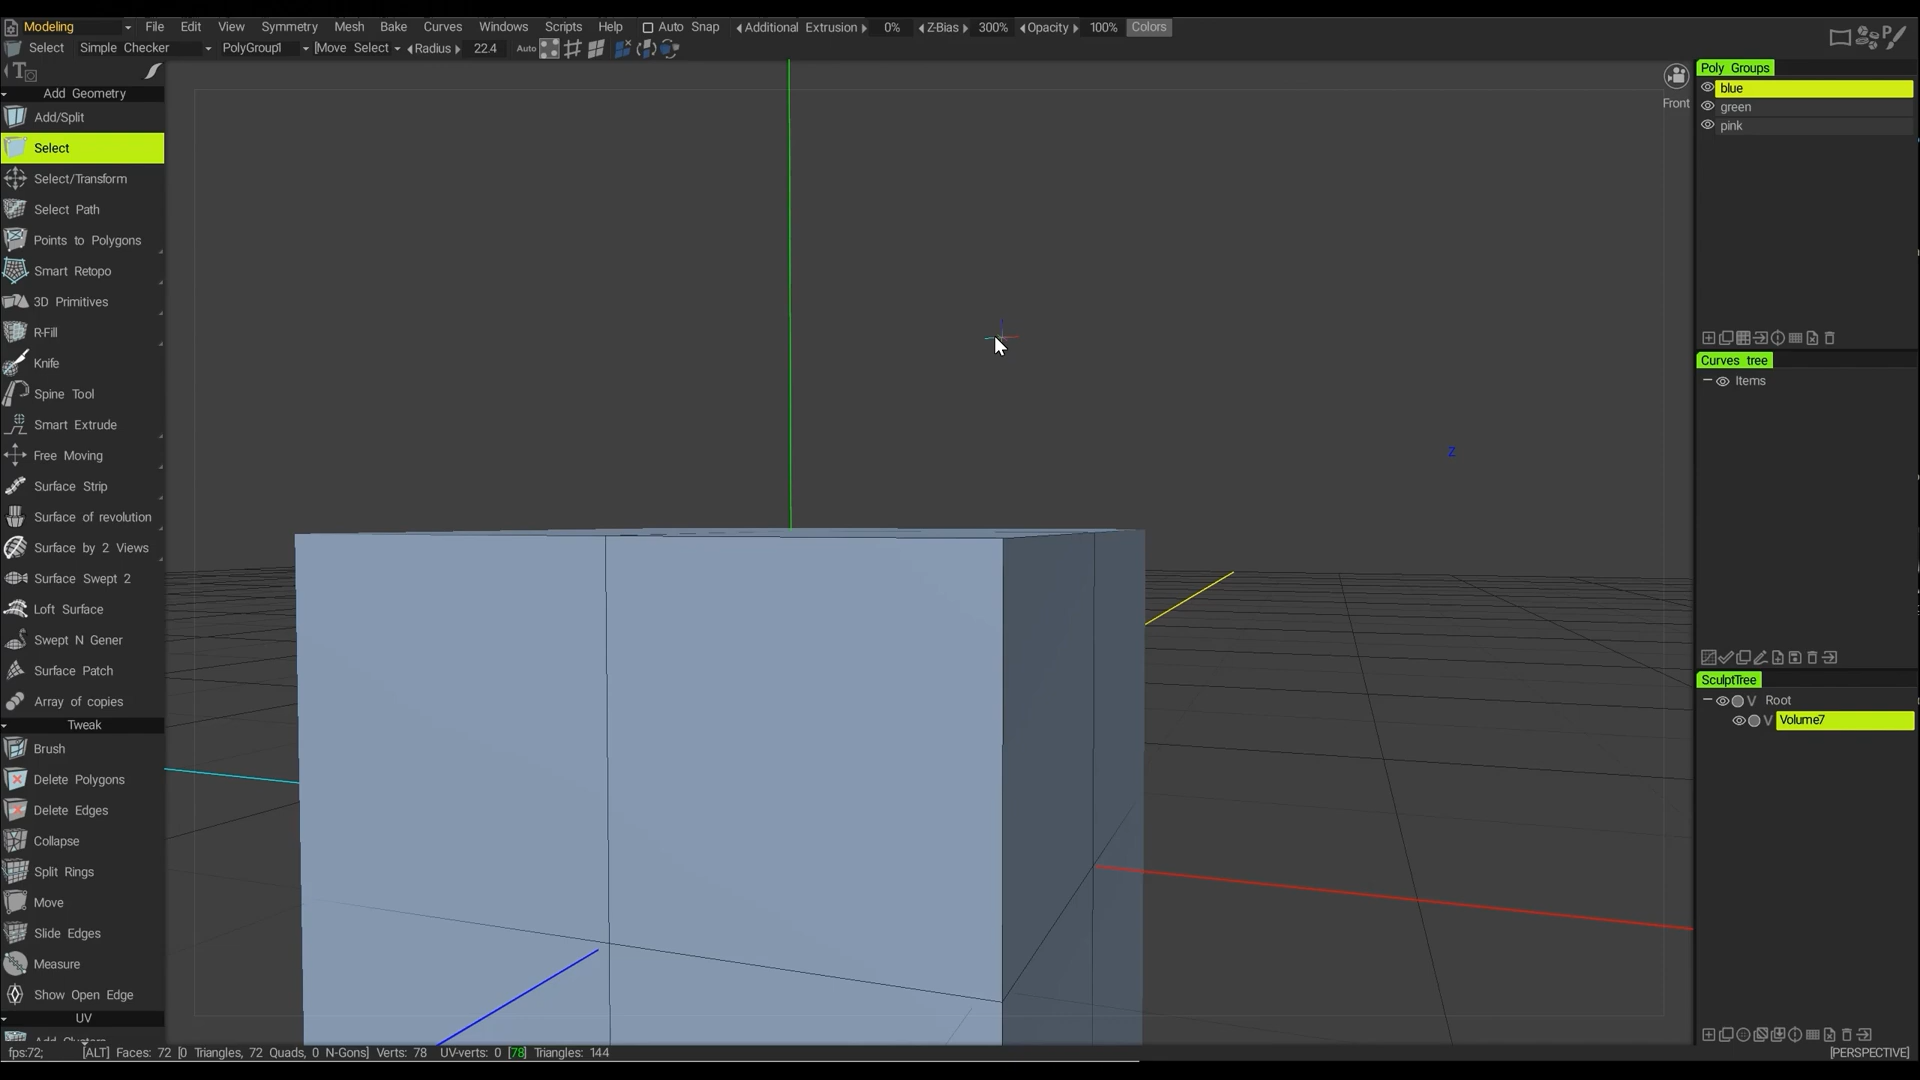 Modeling File Edit View Symmetry Mesh Bake Curves Windows Scripts Help Auto Snap Additional Extrusion 0% Z-Bias 300% Opacity 100% Colors
Select Simple Checker PolyGroup1 [Move Select Radius 22.4 Auto
Add Geometry
Add/Split
Select
Select/Transform
Select Path
Points to Polygons
Smart Retopo
3D Primitives
R-Fill
Knife
Spine Tool
Smart Extrude
Free Moving
Surface Strip
Surface of revolution
Surface by 2 Views
Surface Swept 2
Loft Surface
Swept N Gener
Surface Patch
Array of copies
Tweak
Brush
Delete Polygons
Delete Edges
Collapse
Split Rings
Move
Slide Edges
Measure
Show Open Edge
UV
Front
Z
Poly Groups
blue
green
pink
Curves tree
Items
SculptTree
V Root
V Volume7
fps:72; [ALT] Faces: 72 [0 Triangles, 72 Quads, 0 N-Gons] Verts: 78 UV-verts: 0 [78] Triangles: 144
[PERSPECTIVE]